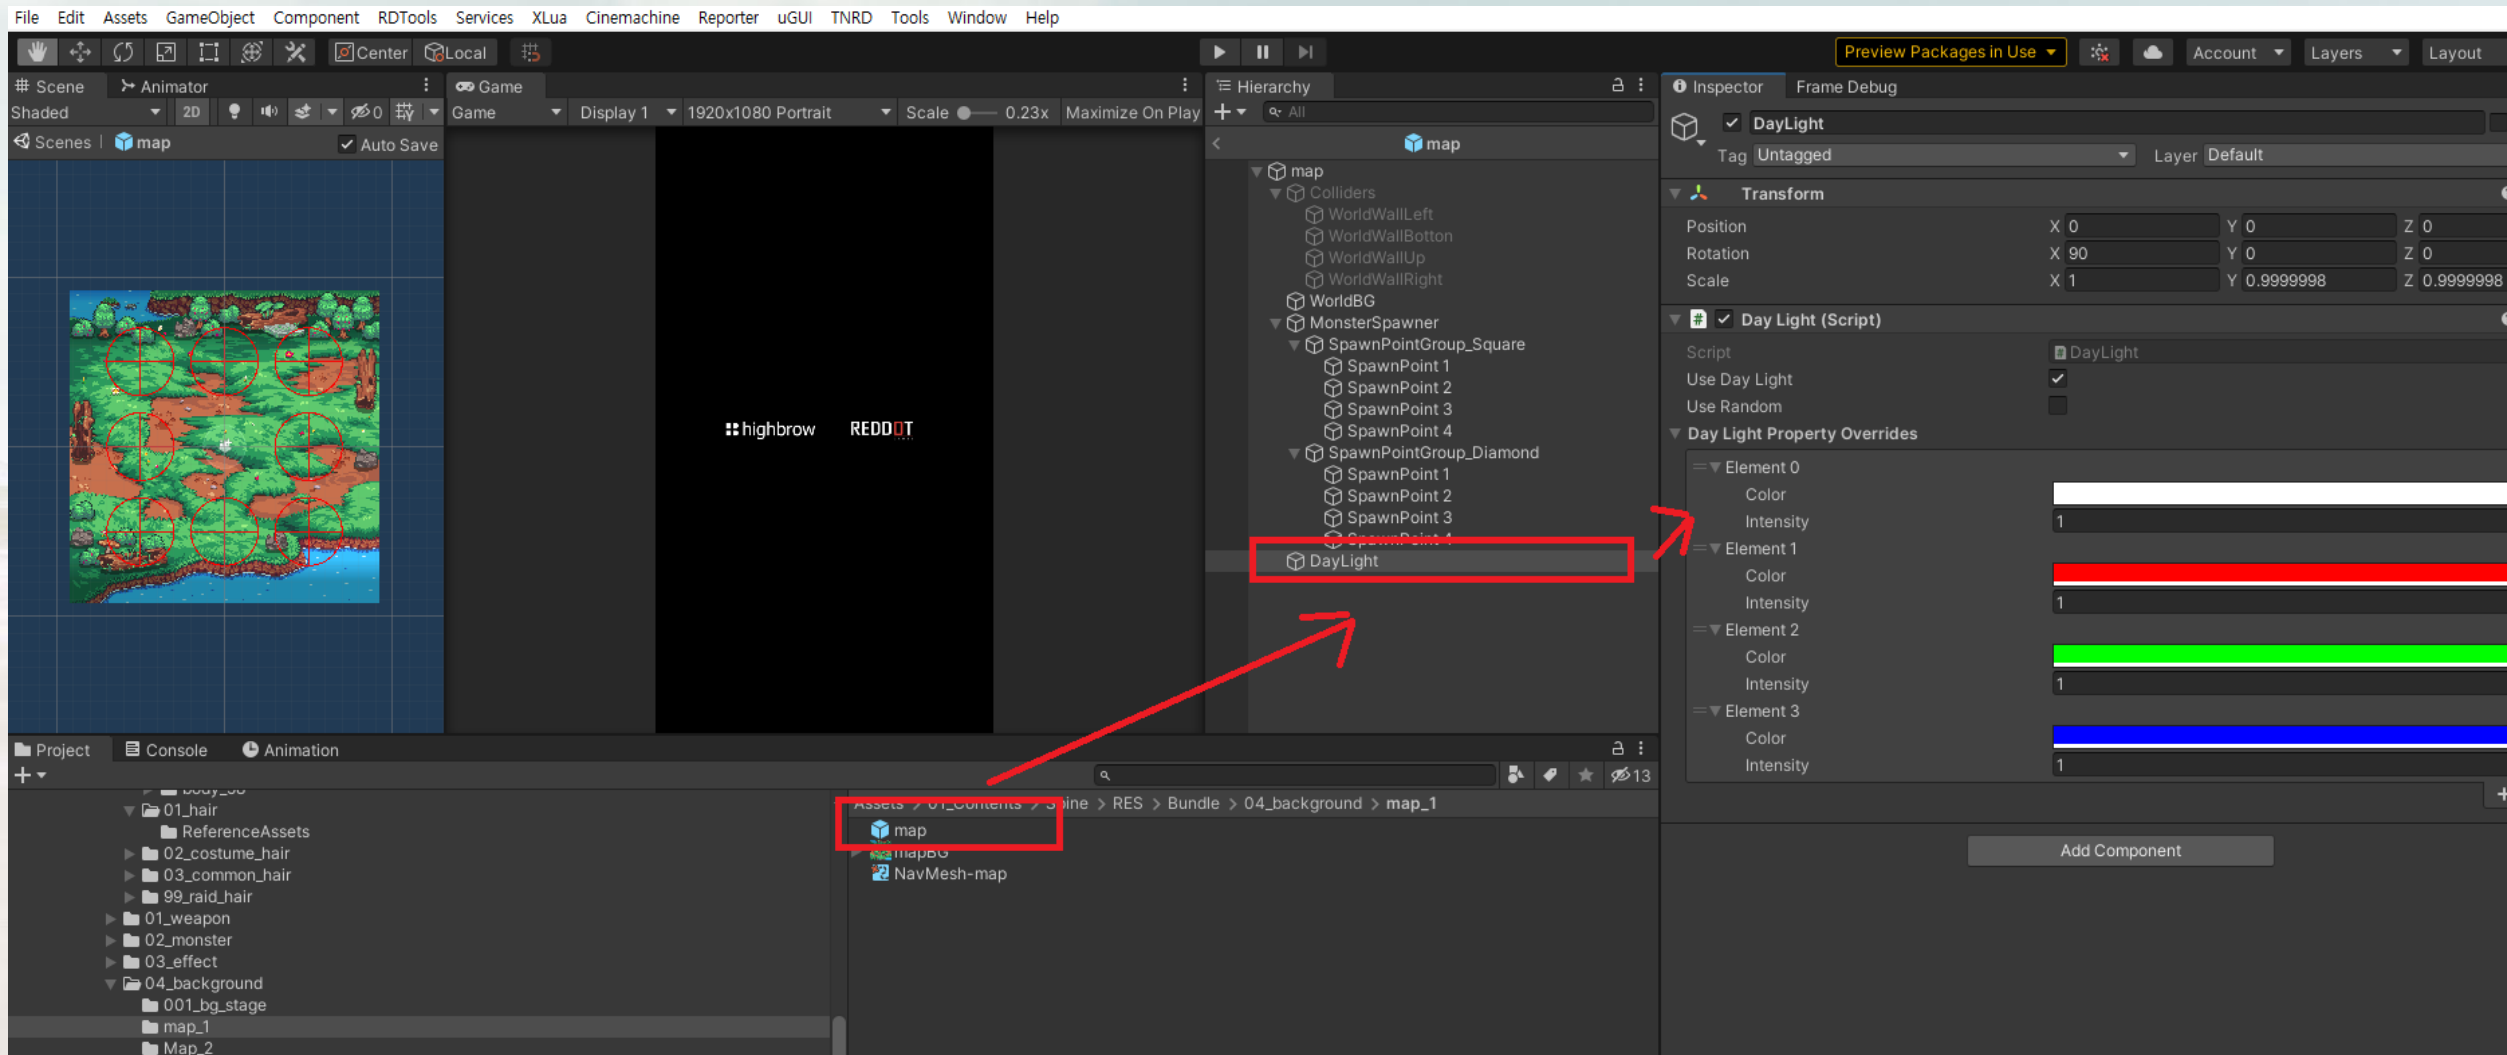 File Edit Assets GameObject Component RDTools Services XLua Cinemachine Reporter uGUI TNRD Tools Window Help
Center Local Preview Packages in Use Account Layers Layout
Scene Animator Game Hierarchy Inspector Frame Debug
Shaded 2D 0 Game Display 1 1920x1080 Portrait Scale 0.23x Maximize On Play All
Scenes map Auto Save
map
map
Colliders
WorldWallLeft
WorldWallBotton
WorldWallUp
WorldWallRight
WorldBG
MonsterSpawner
SpawnPointGroup_Square
SpawnPoint 1
SpawnPoint 2
SpawnPoint 3
SpawnPoint 4
SpawnPointGroup_Diamond
SpawnPoint 1
SpawnPoint 2
SpawnPoint 3
SpawnPoint 4
DayLight
highbrow REDDOT
DayLight
Tag Untagged Layer Default
Transform
Position X 0 Y 0 Z 0
Rotation X 90 Y 0 Z 0
Scale X 1 Y 0.9999998 Z 0.9999998
# Day Light (Script)
Script DayLight
Use Day Light
Use Random
Day Light Property Overrides
Element 0
Color
Intensity 1
Element 1
Color
Intensity 1
Element 2
Color
Intensity 1
Element 3
Color
Intensity 1
Add Component
Project Console Animation
13
body_50
01_hair
ReferenceAssets
02_costume_hair
03_common_hair
99_raid_hair
01_weapon
02_monster
03_effect
04_background
001_bg_stage
map_1
Map_2
Assets > 01_Contents > Spine > RES > Bundle > 04_background > map_1
map
mapBG
NavMesh-map